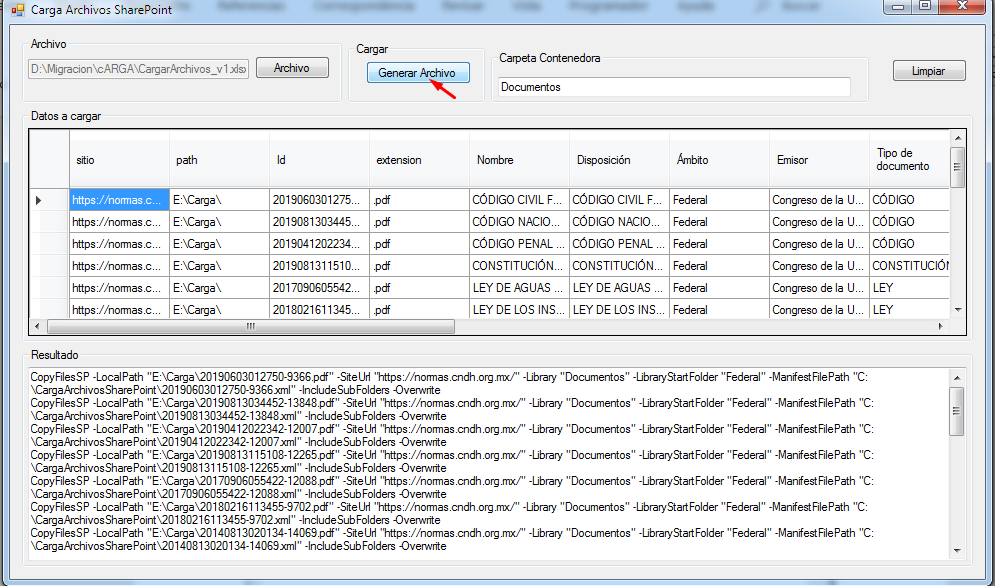 Referencias Correspondencia Revisar Vista Programador Ayuda Buscar
Carga Archivos SharePoint
Archivo
D:\Migracion\cARGA\CargarArchivos_v1.xlsx
Archivo
Cargar
Generar Archivo
Carpeta Contenedora
Documentos
Limpiar
Datos a cargar
sitio path Id extension Nombre Disposición Ámbito Emisor Tipo de documento
https://normas.c... E:\Carga\ 2019060301275... .pdf CÓDIGO CIVIL F... CÓDIGO CIVIL F... Federal Congreso de la U... CÓDIGO
https://normas.c... E:\Carga\ 2019081303445... .pdf CÓDIGO NACIO... CÓDIGO NACIO... Federal Congreso de la U... CÓDIGO
https://normas.c... E:\Carga\ 2019041202234... .pdf CÓDIGO PENAL ... CÓDIGO PENAL ... Federal Congreso de la U... CÓDIGO
https://normas.c... E:\Carga\ 2019081311510... .pdf CONSTITUCIÓN... CONSTITUCIÓN... Federal Congreso de la U... CONSTITUCIÓN
https://normas.c... E:\Carga\ 2017090605542... .pdf LEY DE AGUAS ... LEY DE AGUAS ... Federal Congreso de la U... LEY
https://normas.c... E:\Carga\ 2018021611345... .pdf LEY DE LOS INS... LEY DE LOS INS... Federal Congreso de la U... LEY
Resultado
CopyFilesSP -LocalPath "E:\Carga\20190603012750-9366.pdf" -SiteUrl "https://normas.cndh.org.mx/" -Library "Documentos" -LibraryStartFolder "Federal" -ManifestFilePath "C:
\CargaArchivosSharePoint\20190603012750-9366.xml" -IncludeSubFolders -Overwrite
CopyFilesSP -LocalPath "E:\Carga\20190813034452-13848.pdf" -SiteUrl "https://normas.cndh.org.mx/" -Library "Documentos" -LibraryStartFolder "Federal" -ManifestFilePath "C:
\CargaArchivosSharePoint\20190813034452-13848.xml" -IncludeSubFolders -Overwrite
CopyFilesSP -LocalPath "E:\Carga\20190412022342-12007.pdf" -SiteUrl "https://normas.cndh.org.mx/" -Library "Documentos" -LibraryStartFolder "Federal" -ManifestFilePath "C:
\CargaArchivosSharePoint\20190412022342-12007.xml" -IncludeSubFolders -Overwrite
CopyFilesSP -LocalPath "E:\Carga\20190813115108-12265.pdf" -SiteUrl "https://normas.cndh.org.mx/" -Library "Documentos" -LibraryStartFolder "Federal" -ManifestFilePath "C:
\CargaArchivosSharePoint\20190813115108-12265.xml" -IncludeSubFolders -Overwrite
CopyFilesSP -LocalPath "E:\Carga\20170906055422-12088.pdf" -SiteUrl "https://normas.cndh.org.mx/" -Library "Documentos" -LibraryStartFolder "Federal" -ManifestFilePath "C:
\CargaArchivosSharePoint\20170906055422-12088.xml" -IncludeSubFolders -Overwrite
CopyFilesSP -LocalPath "E:\Carga\20180216113455-9702.pdf" -SiteUrl "https://normas.cndh.org.mx/" -Library "Documentos" -LibraryStartFolder "Federal" -ManifestFilePath "C:
\CargaArchivosSharePoint\20180216113455-9702.xml" -IncludeSubFolders -Overwrite
CopyFilesSP -LocalPath "E:\Carga\20140813020134-14069.pdf" -SiteUrl "https://normas.cndh.org.mx/" -Library "Documentos" -LibraryStartFolder "Federal" -ManifestFilePath "C:
\CargaArchivosSharePoint\20140813020134-14069.xml" -IncludeSubFolders -Overwrite